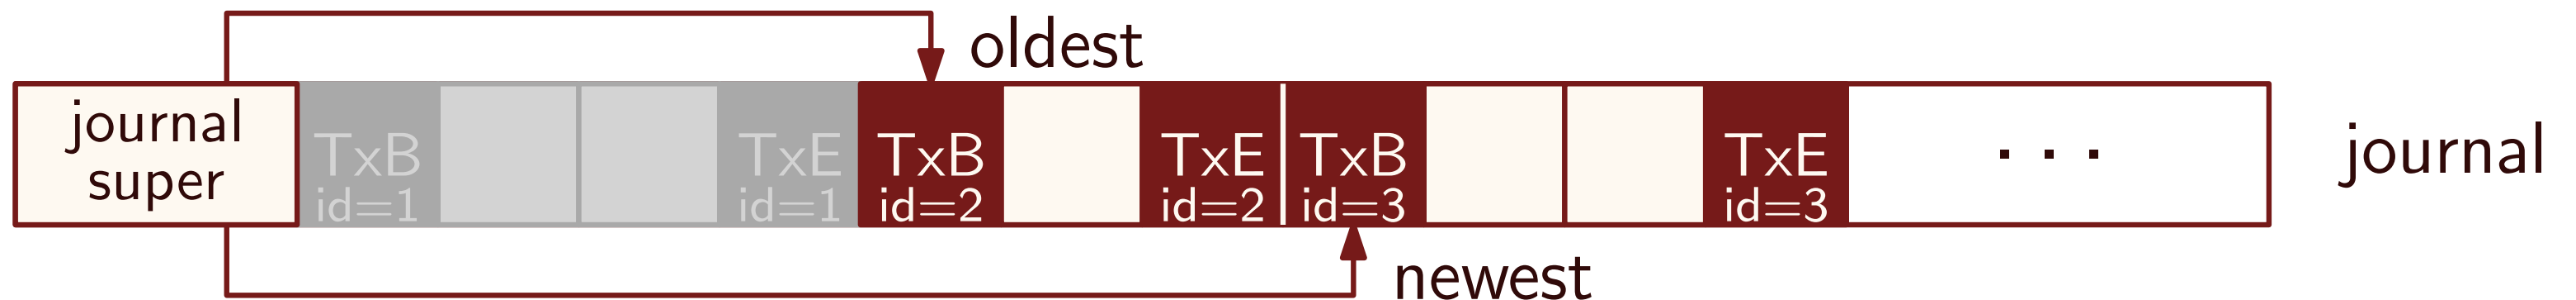 oldest
journal
super
TxB
id=1
TxE
id=1
TxB
id=2
TxE
id=2
TxB
id=3
TxE
id=3
...
journal
newest